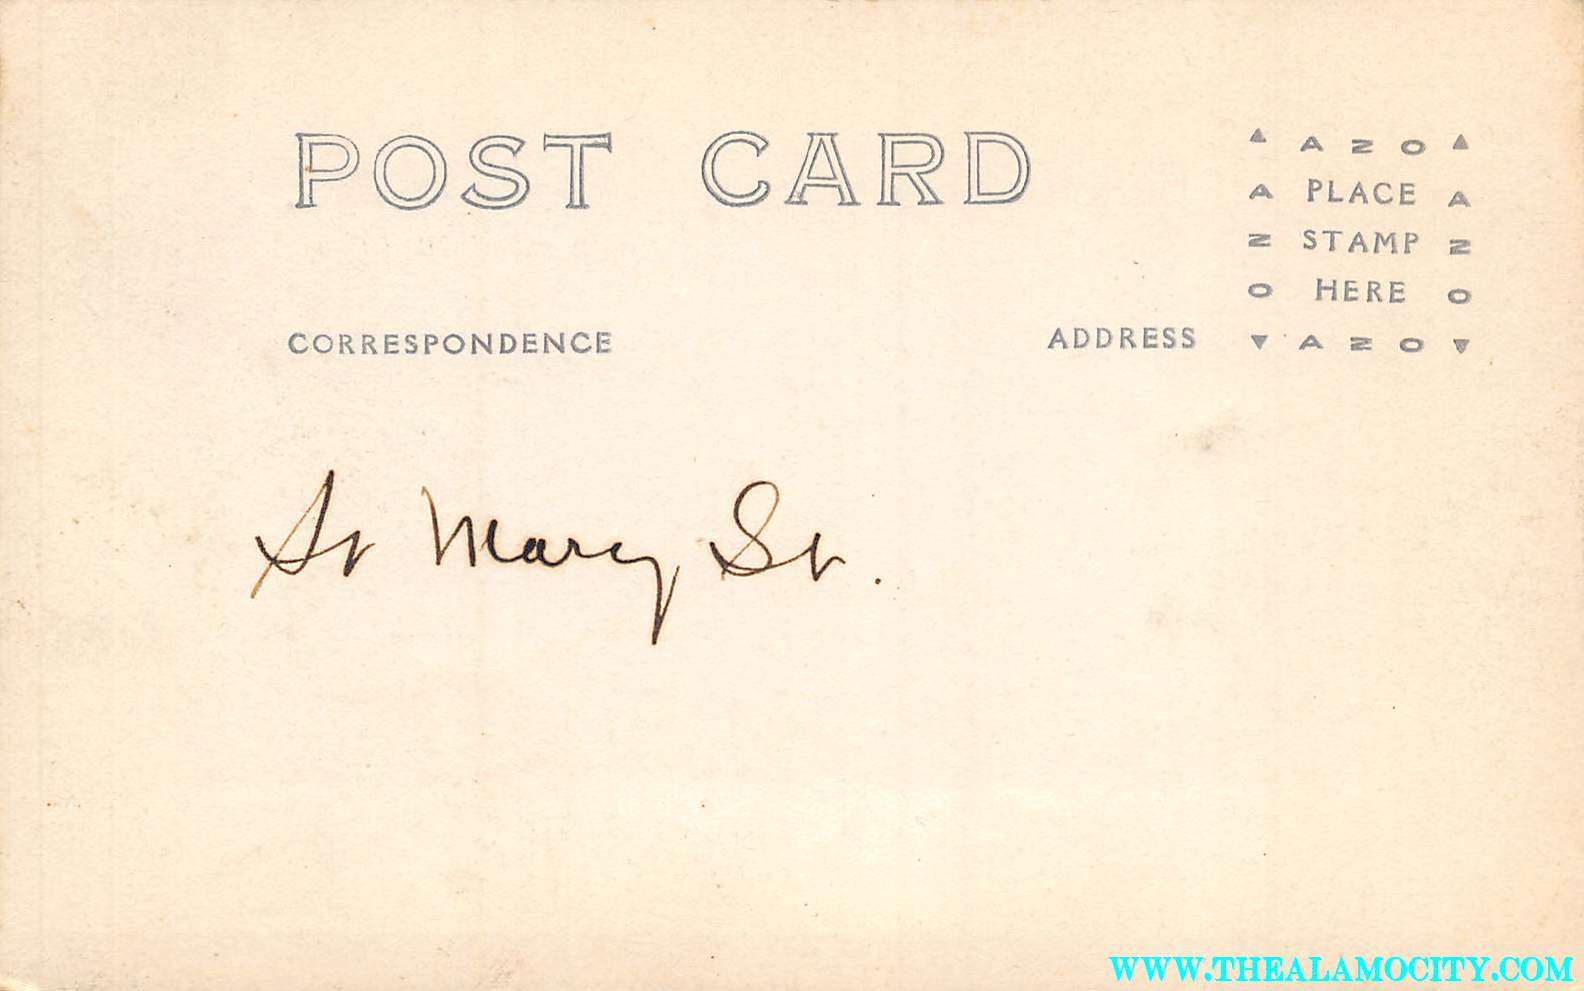 POST CARD
▲ AZO ▲
A PLACE A
Z STAMP Z
O HERE O
▼ AZO ▼
CORRESPONDENCE
ADDRESS
St Mary St.
WWW.THEALAMOCITY.COM